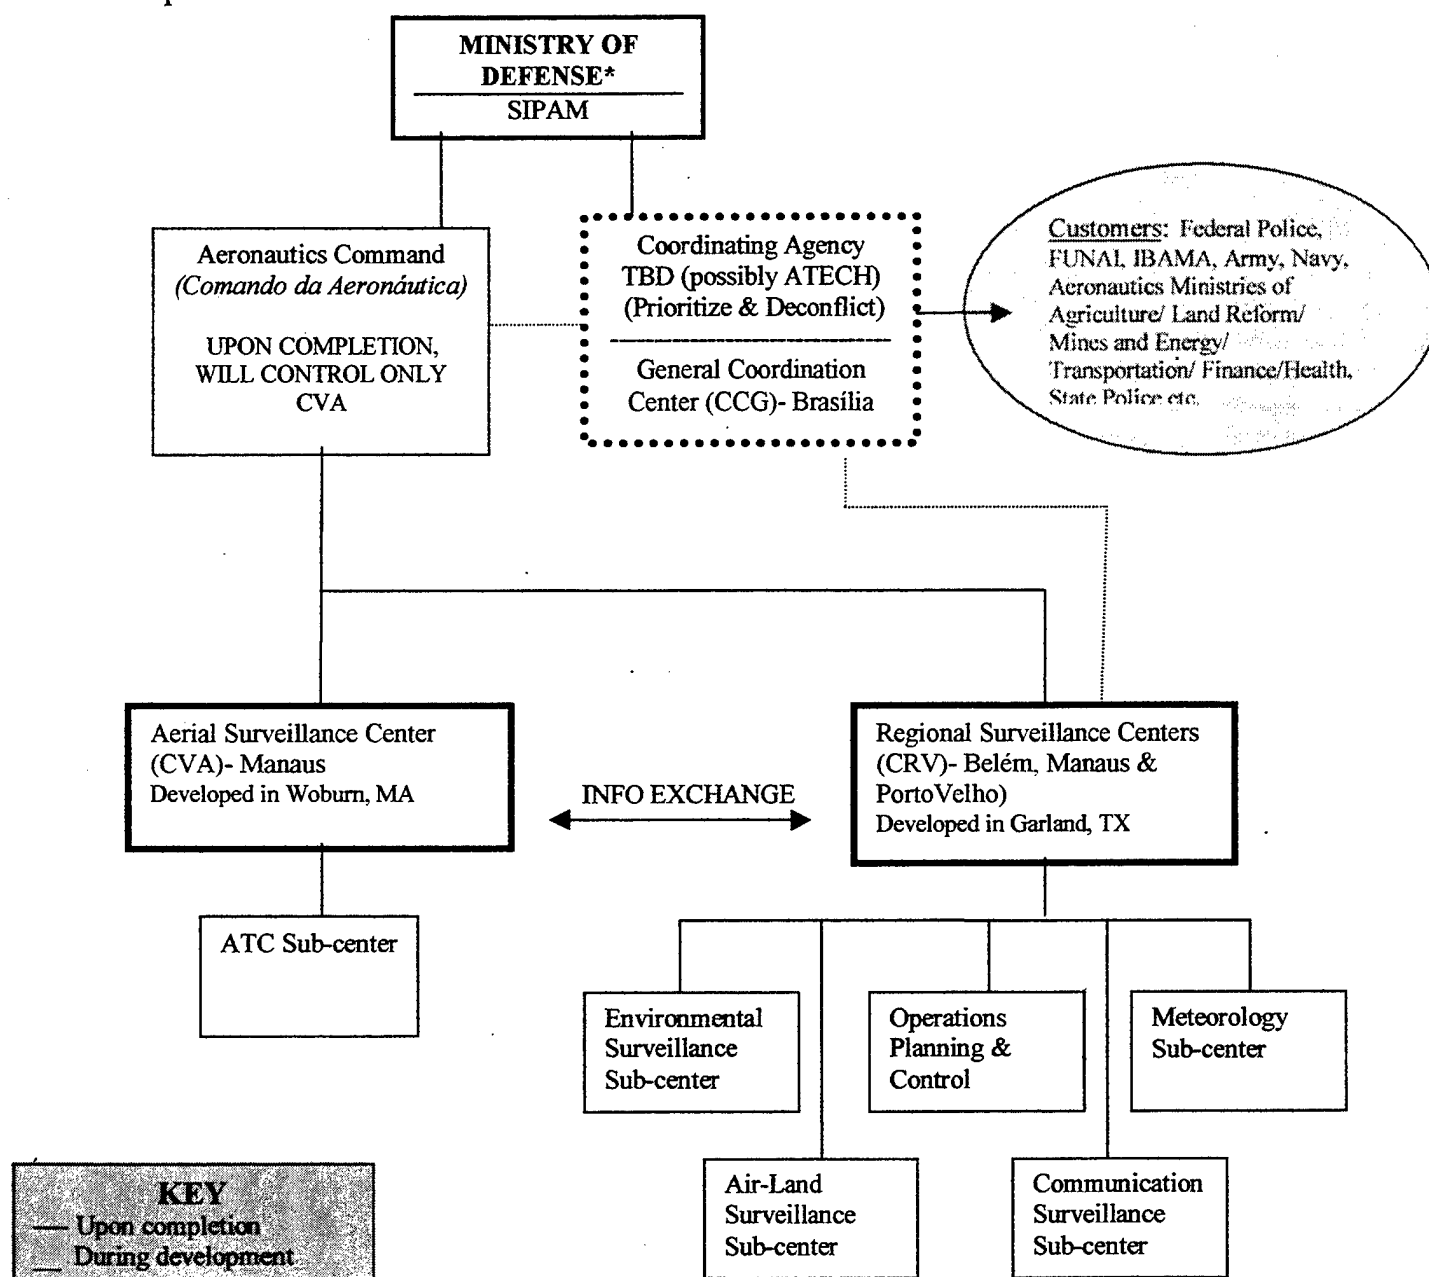 MINISTRY OF
DEFENSE*
SIPAM
Aeronautics Command
(Comando da Aeronáutica)
UPON COMPLETION,
WILL CONTROL ONLY
CVA
Coordinating Agency
TBD (possibly ATECH)
(Prioritize & Deconflict)
General Coordination
Center (CCG)- Brasília
Customers: Federal Police,
FUNAI, IBAMA, Army, Navy,
Aeronautics Ministries of
Agriculture/ Land Reform/
Mines and Energy/
Transportation/ Finance/Health,
State Police etc.
Aerial Surveillance Center
(CVA)- Manaus
Developed in Woburn, MA
INFO EXCHANGE
Regional Surveillance Centers
(CRV)- Belém, Manaus &
PortoVelho)
Developed in Garland, TX
ATC Sub-center
Environmental
Surveillance
Sub-center
Operations
Planning &
Control
Meteorology
Sub-center
Air-Land
Surveillance
Sub-center
Communication
Surveillance
Sub-center
KEY
Upon completion
During development